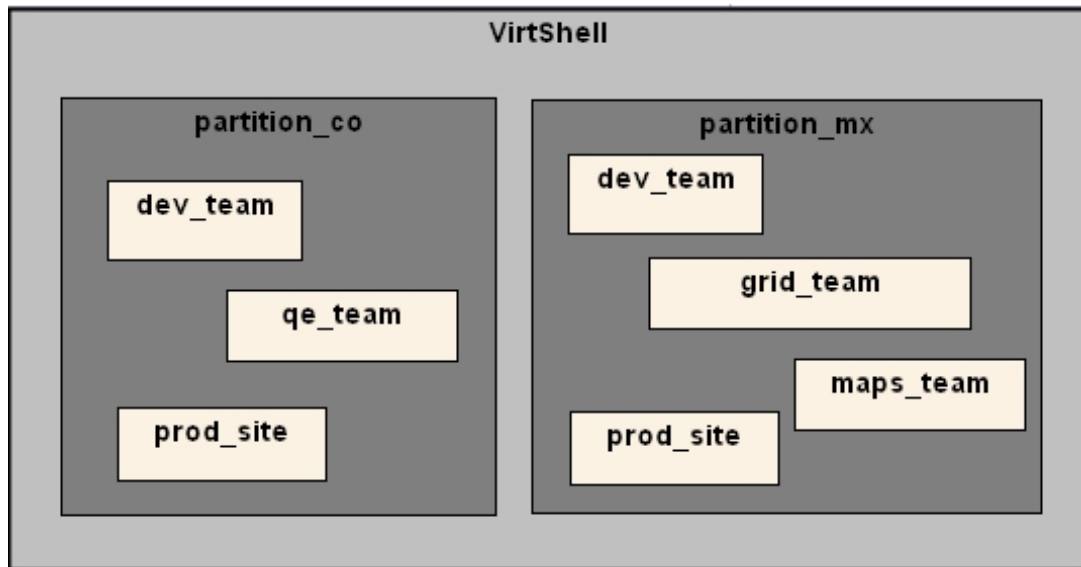 VirtShell
partition_co
dev_team
qe_team
prod_site
partition_mx
dev_team
grid_team
maps_team
prod_site